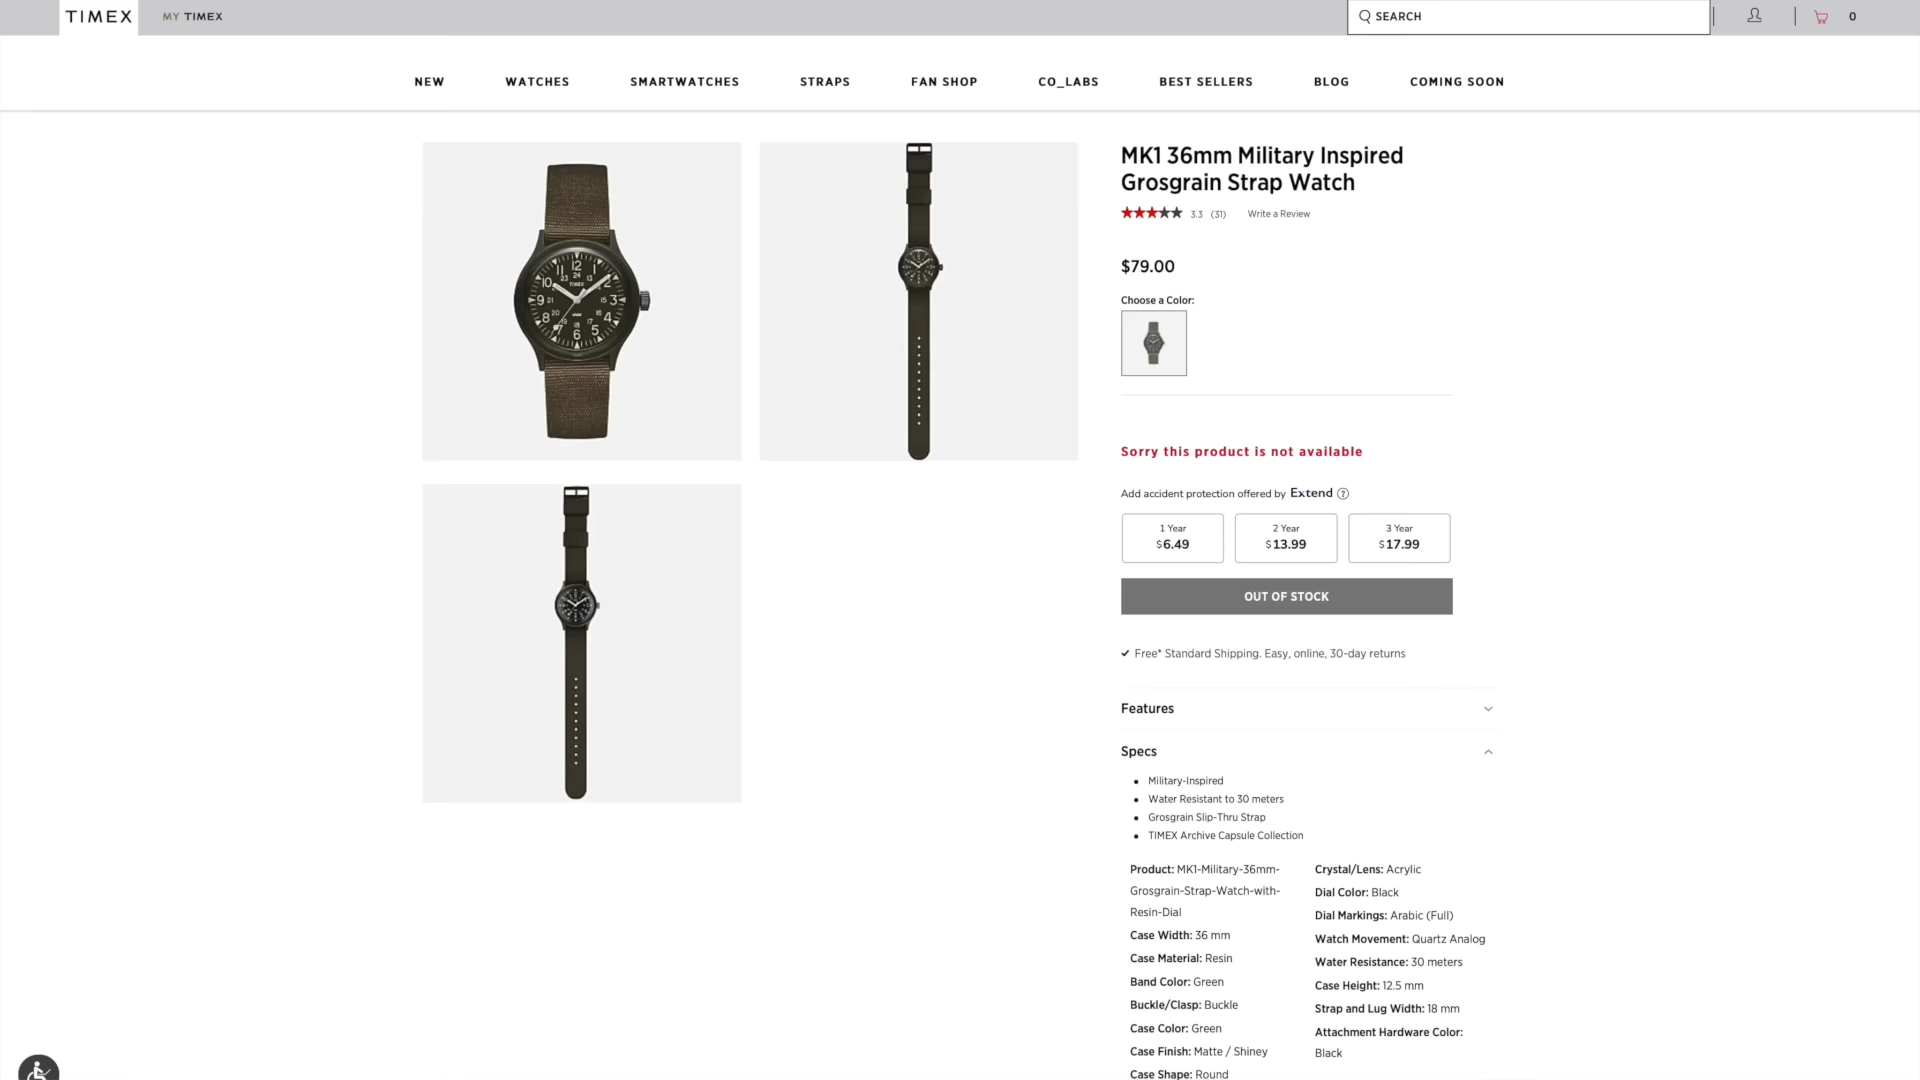 TIMEX
MY TIMEX
SEARCH
0
NEW
WATCHES
SMARTWATCHES
STRAPS
FAN SHOP
CO_LABS
BEST SELLERS
BLOG
COMING SOON
MK1 36mm Military Inspired
Grosgrain Strap Watch
3.3 (31)
Write a Review
$79.00
Choose a Color:
Sorry this product is not available
Add accident protection offered by Extend ?
1 Year
$6.49
2 Year
$13.99
3 Year
$17.99
OUT OF STOCK
Free* Standard Shipping. Easy, online, 30-day returns
Features
Specs
Military-Inspired
Water Resistant to 30 meters
Grosgrain Slip-Thru Strap
TIMEX Archive Capsule Collection
Product: MK1-Military-36mm-
Grosgrain-Strap-Watch-with-
Resin-Dial
Case Width: 36 mm
Case Material: Resin
Band Color: Green
Buckle/Clasp: Buckle
Case Color: Green
Case Finish: Matte / Shiney
Case Shape: Round
Crystal/Lens: Acrylic
Dial Color: Black
Dial Markings: Arabic (Full)
Watch Movement: Quartz Analog
Water Resistance: 30 meters
Case Height: 12.5 mm
Strap and Lug Width: 18 mm
Attachment Hardware Color:
Black